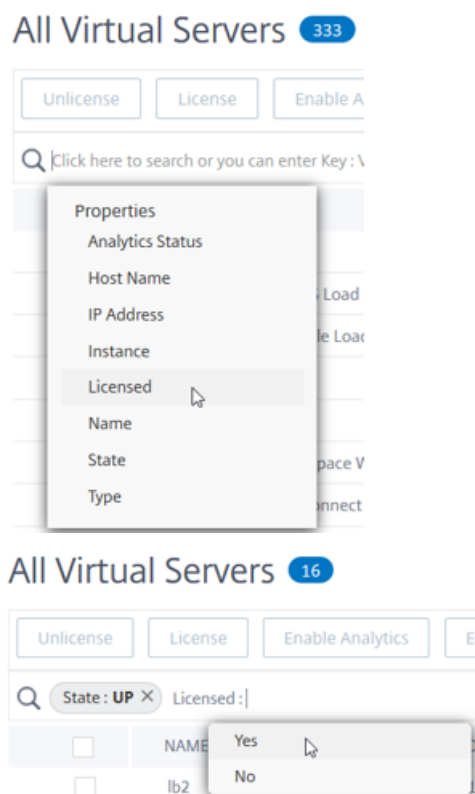 All Virtual Servers 333
Unlicense License Enable A
Click here to search or you can enter Key : V
Properties
Analytics Status
Host Name
Load
IP Address
le Load
Instance
Licensed
Name
State
pace W
Type
onnect
All Virtual Servers 16
Unlicense License Enable Analytics E
State : UP × Licensed :
NAME Yes
lb2 No